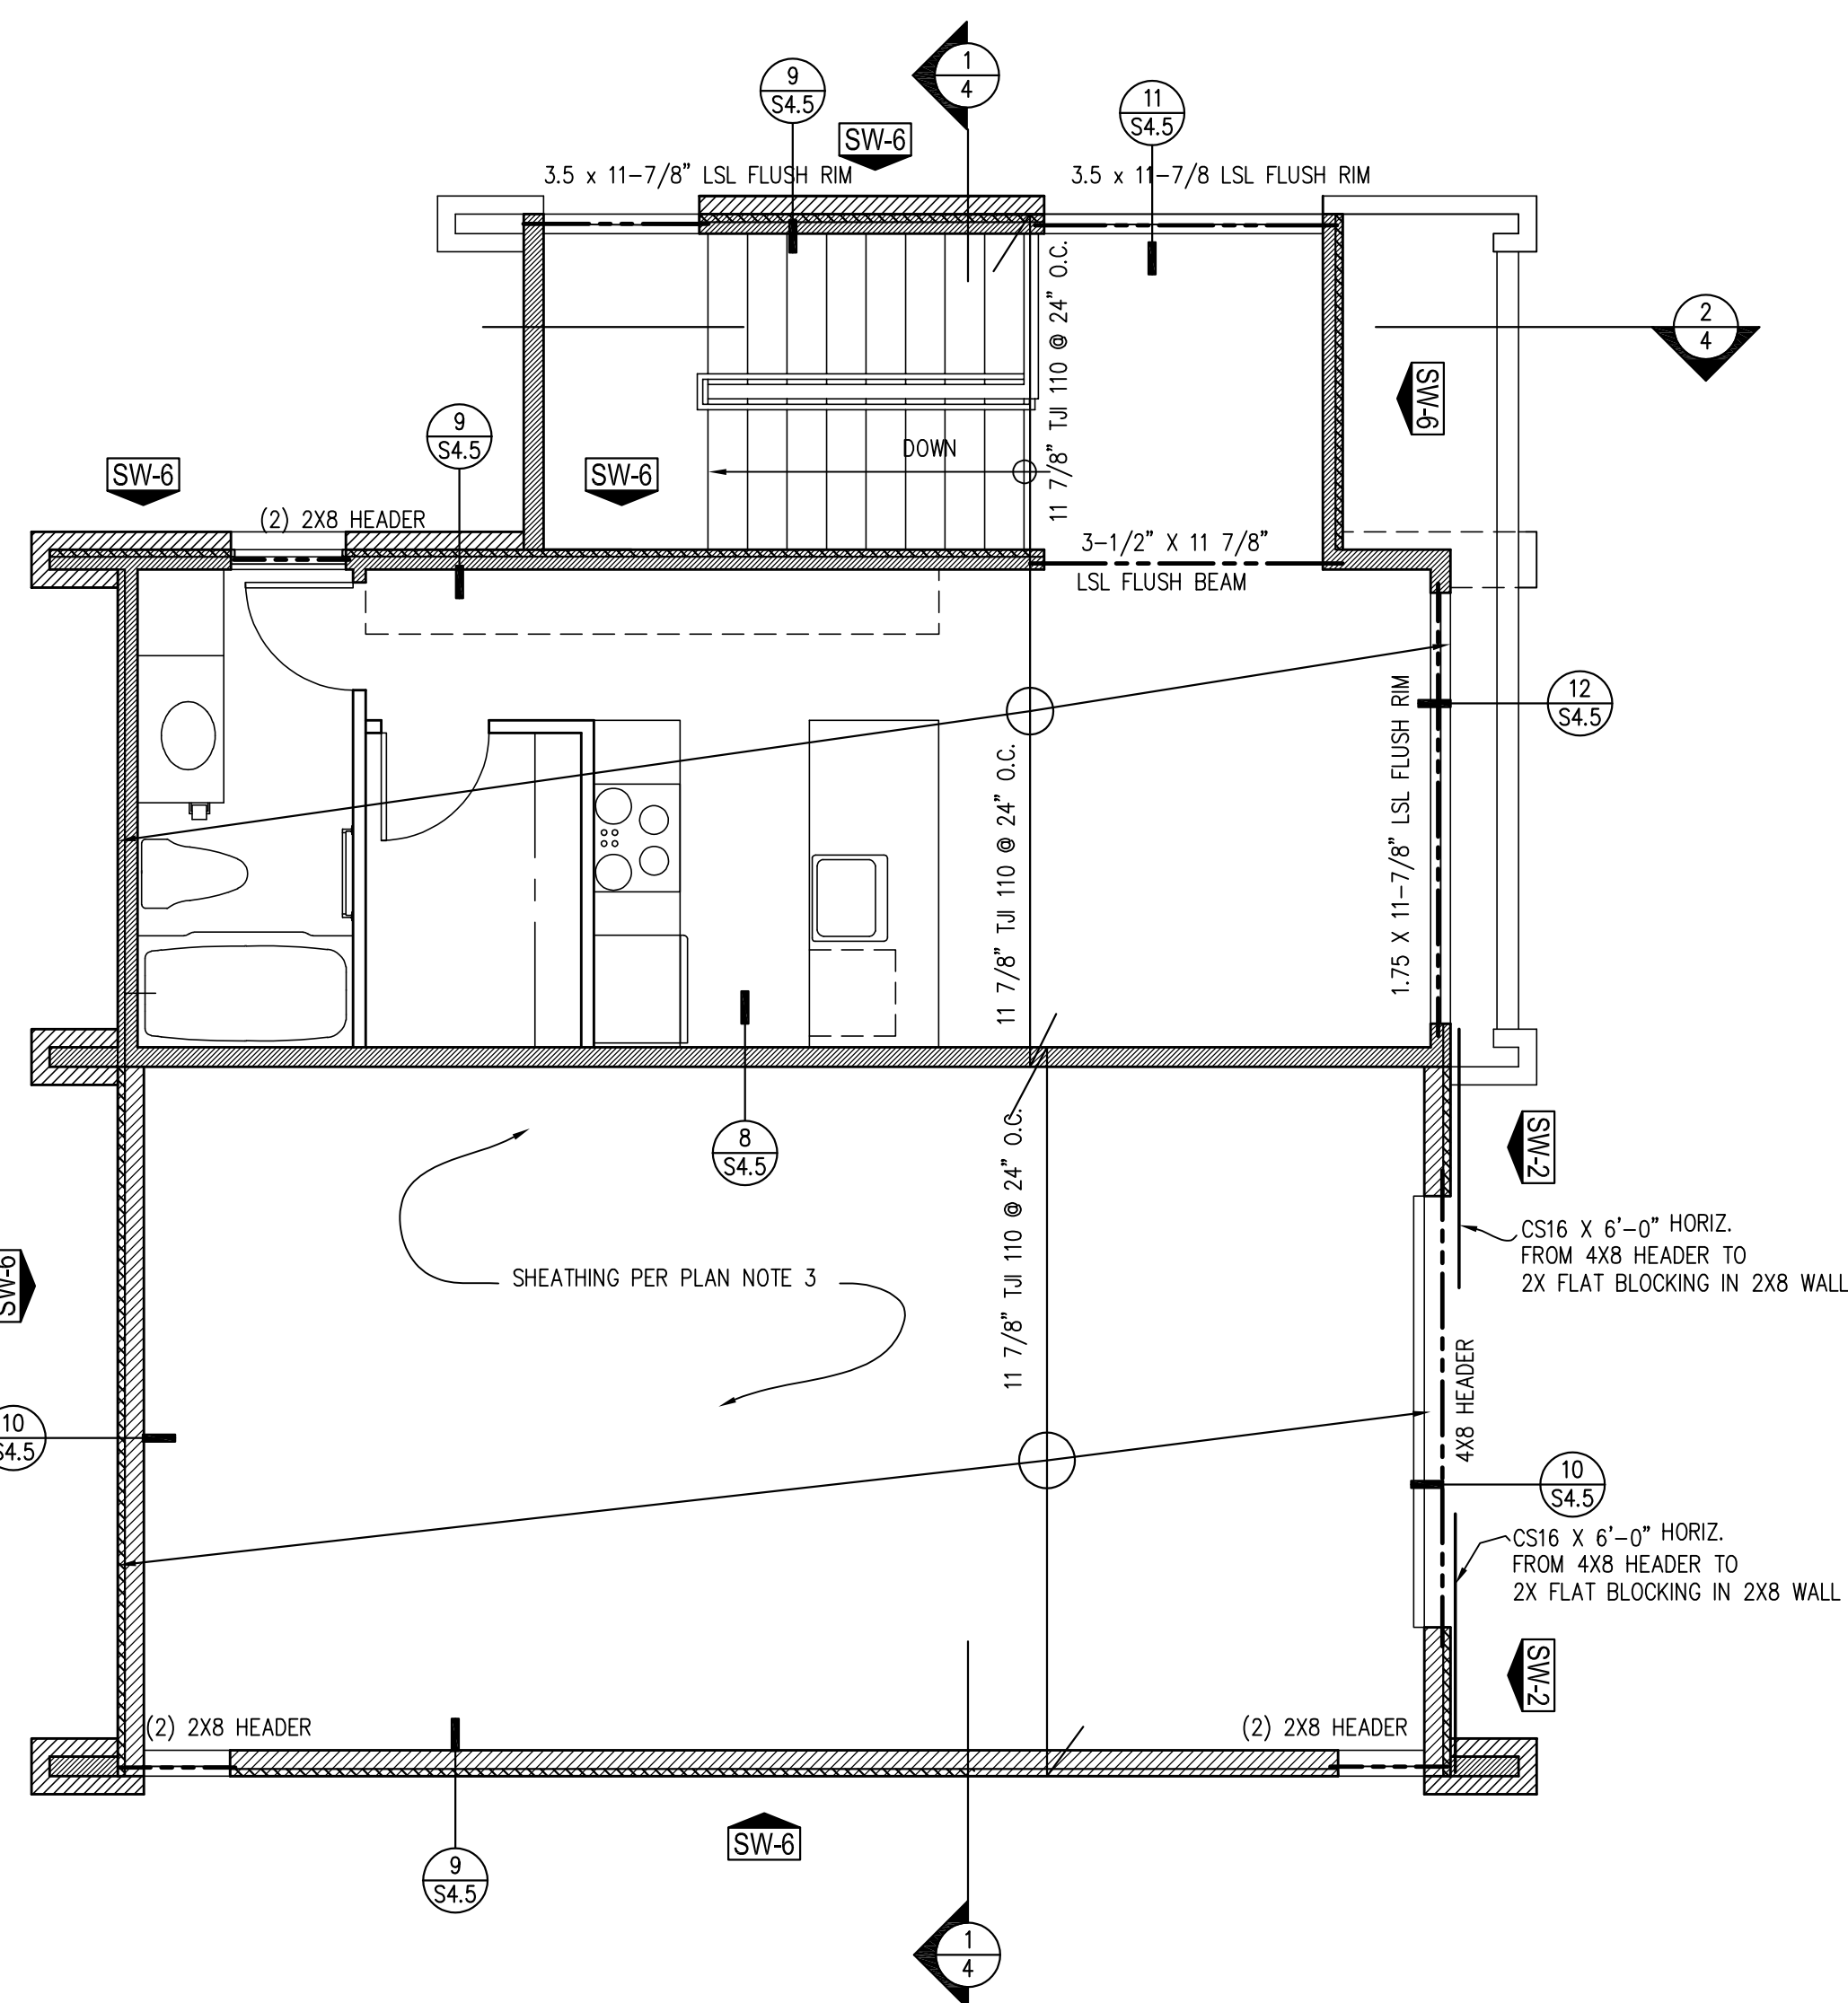 1
4
9
S4.5
11
S4.5
SW-6
3.5 x 11-7/8" LSL FLUSH RIM
3.5 x 11-7/8 LSL FLUSH RIM
11 7/8" TJI 110 @ 24" O.C.
2
4
SW-6
9
S4.5
DOWN
SW-6
SW-6
(2) 2X8 HEADER
3-1/2" X 11 7/8"
LSL FLUSH BEAM
1.75 X 11-7/8" LSL FLUSH RIM
12
S4.5
11 7/8" TJI 110 @ 24" O.C.
8
S4.5
11 7/8" TJI 110 @ 24" O.C.
SW-2
CS16 X 6'-0" HORIZ.
FROM 4X8 HEADER TO
2X FLAT BLOCKING IN 2X8 WALL
SW-6
SHEATHING PER PLAN NOTE 3
4X8 HEADER
10
S4.5
10
S4.5
CS16 X 6'-0" HORIZ.
FROM 4X8 HEADER TO
2X FLAT BLOCKING IN 2X8 WALL
SW-2
(2) 2X8 HEADER
(2) 2X8 HEADER
SW-6
9
S4.5
1
4